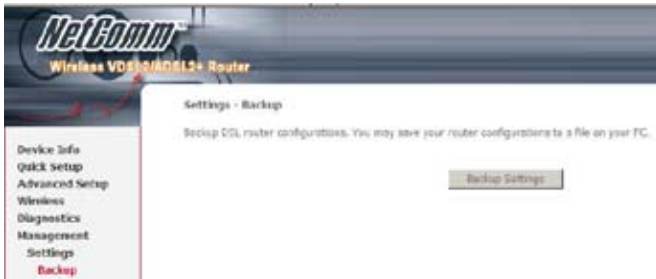 NetComm™
Wireless VDSL2/ADSL2+ Router
Settings - Backup
Backup DSL router configurations. You may save your router configurations to a file on your PC.
Backup Settings
Device Info
Quick Setup
Advanced Setup
Wireless
Diagnostics
Management
Settings
Backup